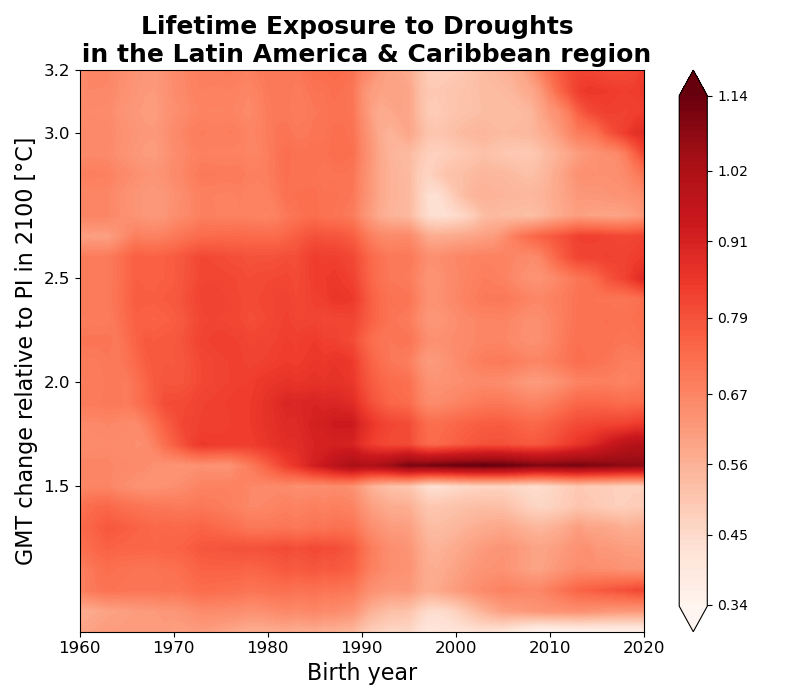 Lifetime Exposure to Droughts
in the Latin America & Caribbean region
GMT change relative to PI in 2100 [°C]
3.2
3.0
2.5
2.0
1.5
1960 1970 1980 1990 2000 2010 2020
Birth year
1.14
1.02
0.91
0.79
0.67
0.56
0.45
0.34